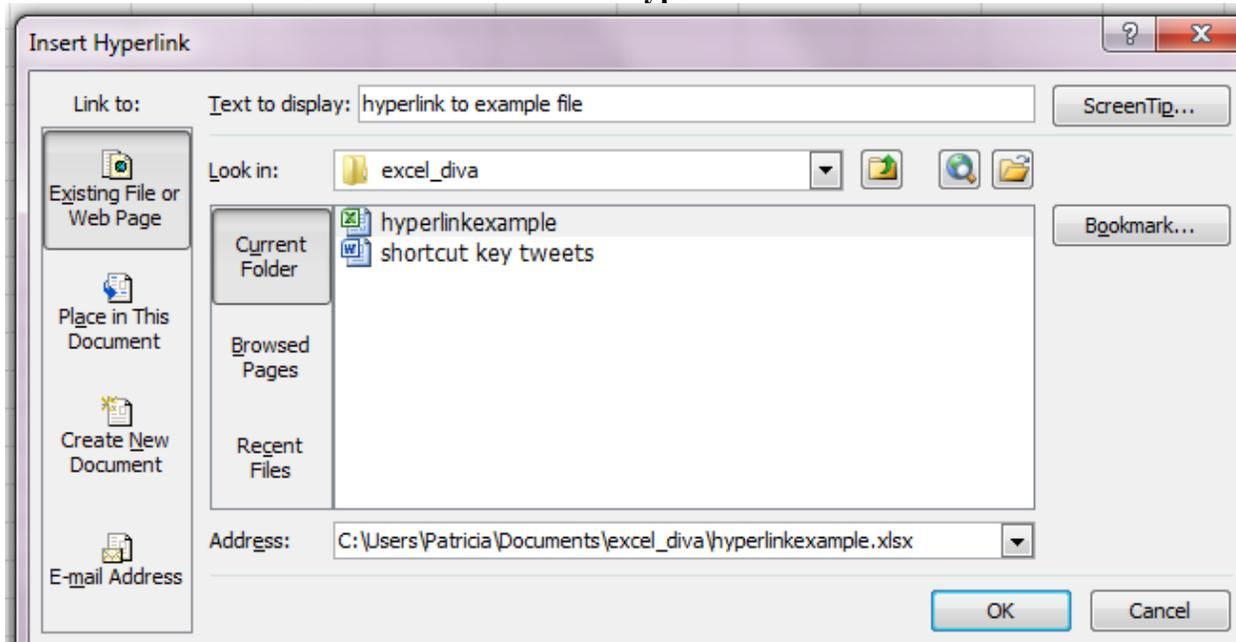 Insert Hyperlink
Link to:
Text to display: hyperlink to example file
ScreenTip...
Existing File or
Web Page
Look in: excel_diva
Current
Folder
hyperlinkexample
shortcut key tweets
Bookmark...
Place in This
Document
Browsed
Pages
Create New
Document
Recent
Files
E-mail Address
Address: C:\Users\Patricia\Documents\excel_diva\hyperlinkexample.xlsx
OK Cancel